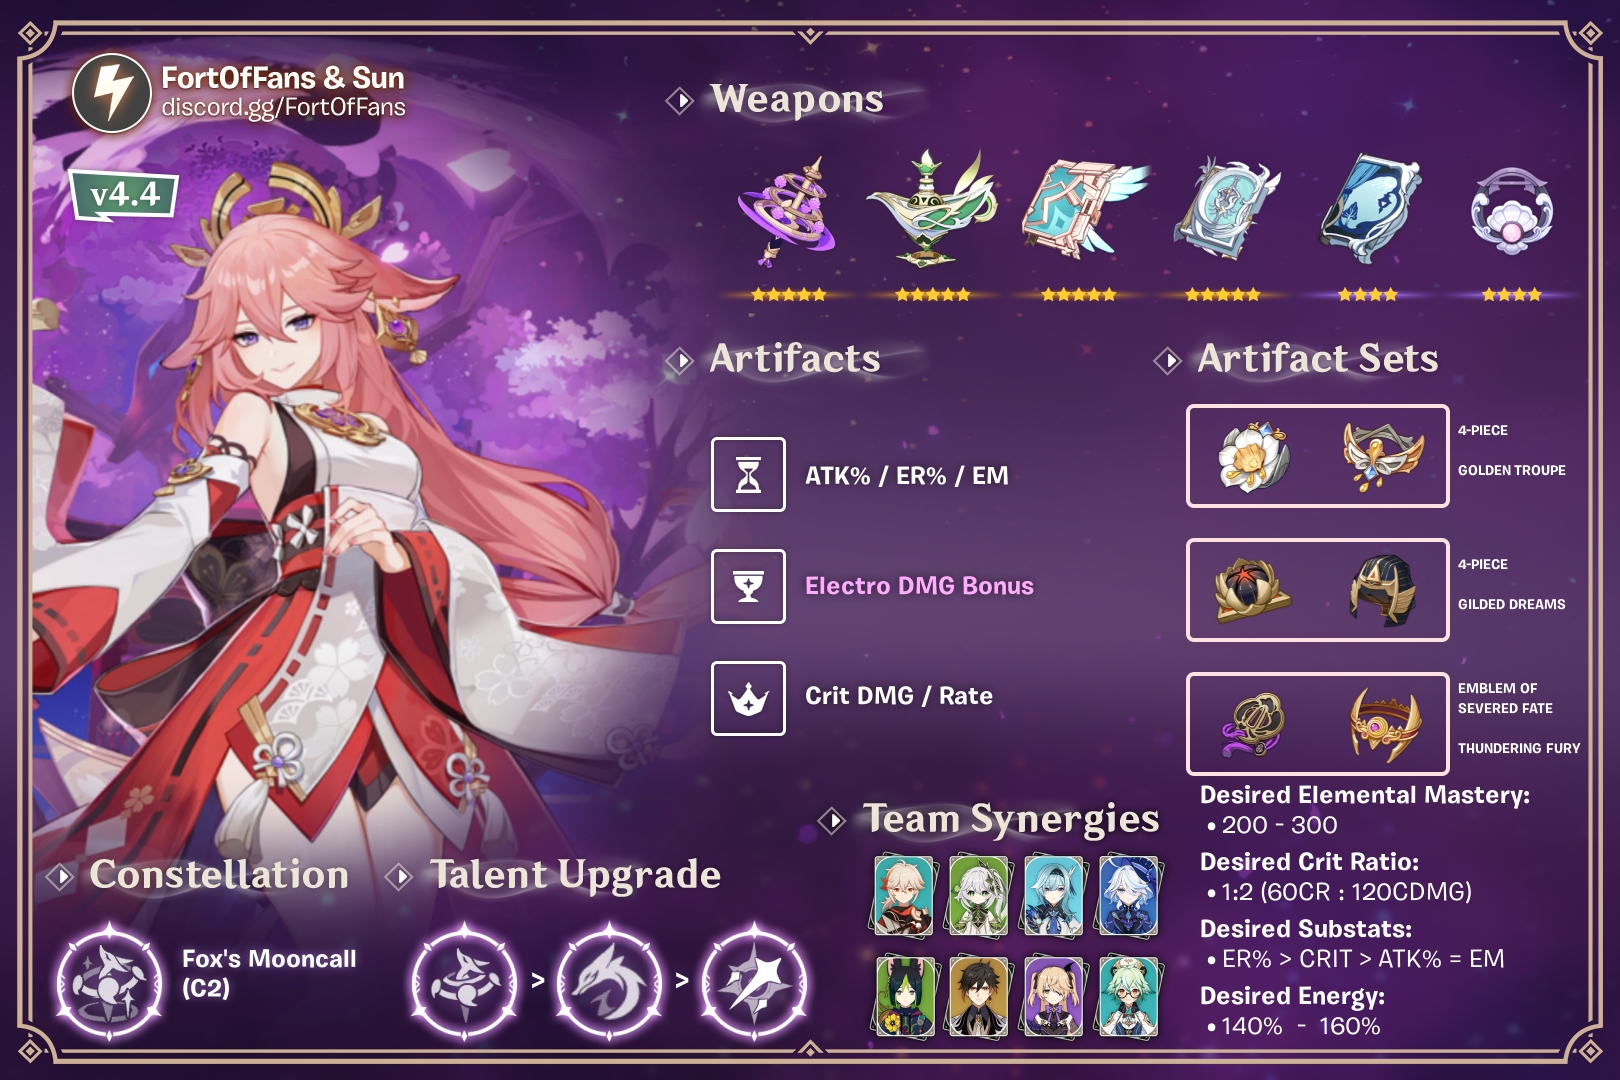 FortOfFans & Sun
discord.gg/FortOfFans
v4.4
Weapons
Artifacts
ATK% / ER% / EM
Electro DMG Bonus
Crit DMG / Rate
Artifact Sets
4-PIECE
GOLDEN TROUPE
4-PIECE
GILDED DREAMS
EMBLEM OF
SEVERED FATE
THUNDERING FURY
Desired Elemental Mastery:
• 200 - 300
Desired Crit Ratio:
• 1:2 (60CR : 120CDMG)
Desired Substats:
• ER% > CRIT > ATK% = EM
Desired Energy:
• 140% - 160%
Team Synergies
Constellation
Fox's Mooncall
(C2)
Talent Upgrade
> >